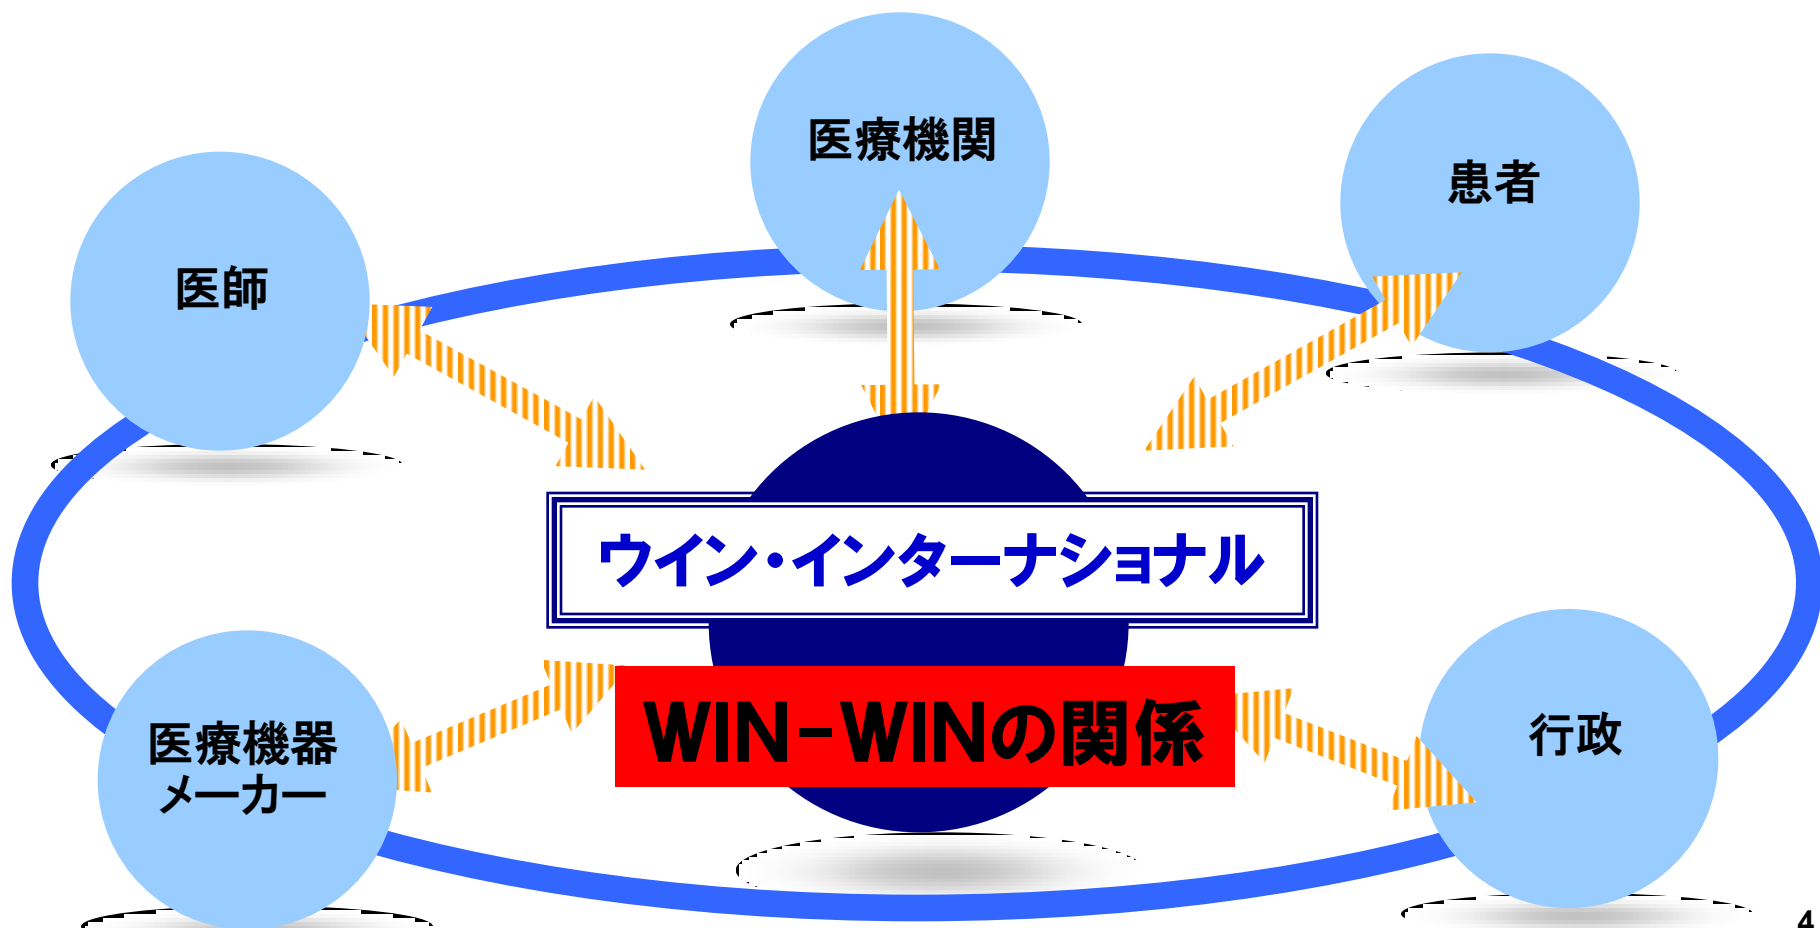 医療機関
患者
医師
ウイン・インターナショナル
WIN-WINの関係
医療機器
メーカー
行政
4